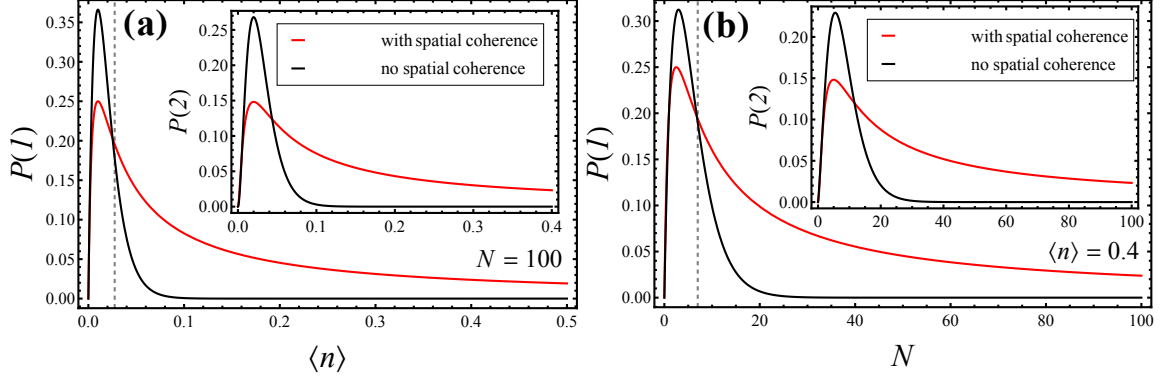 (a)
with spatial coherence
no spatial coherence
P(2)
0.25
0.20
0.15
0.10
0.05
0.00
0.0 0.1 0.2 0.3 0.4
N = 100
P(1)
0.35
0.30
0.25
0.20
0.15
0.10
0.05
0.00
0.0 0.1 0.2 0.3 0.4 0.5
⟨n⟩
(b)
with spatial coherence
no spatial coherence
P(2)
0.20
0.15
0.10
0.05
0.00
0 20 40 60 80 100
⟨n⟩ = 0.4
P(1)
0.30
0.25
0.20
0.15
0.10
0.05
0.00
0 20 40 60 80 100
N